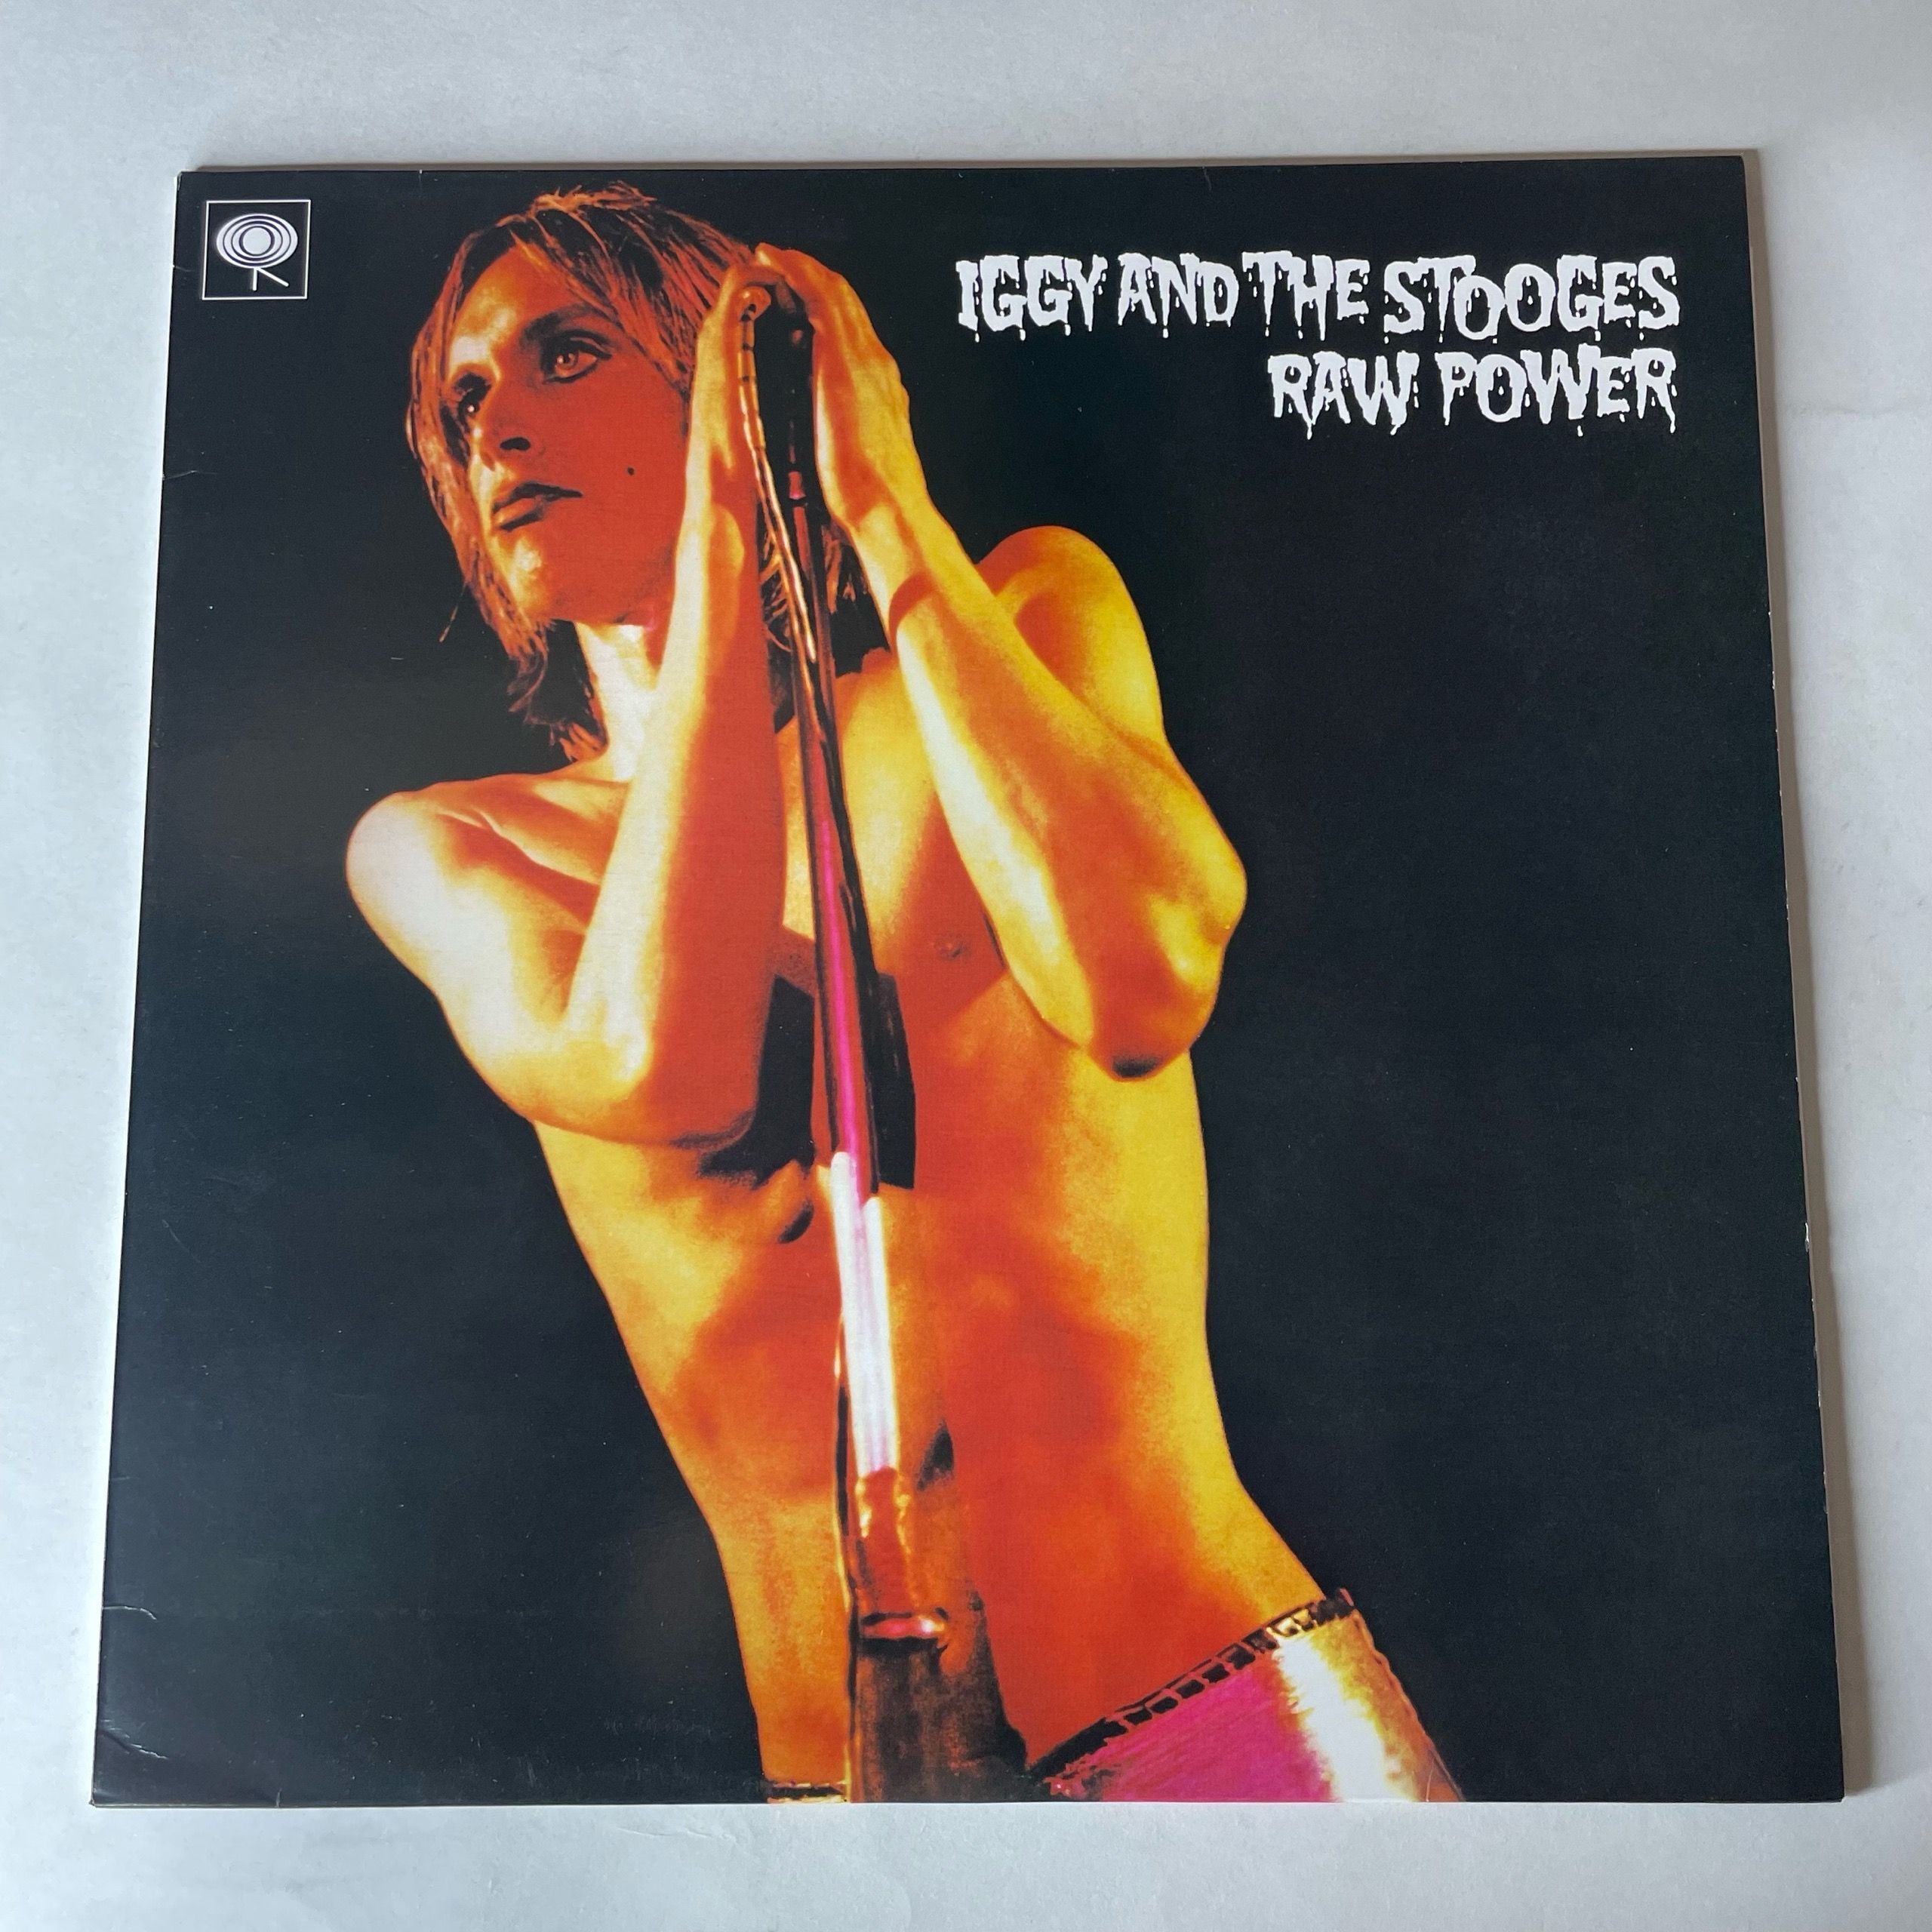 IGGY AND THE STOOGES
RAW POWER